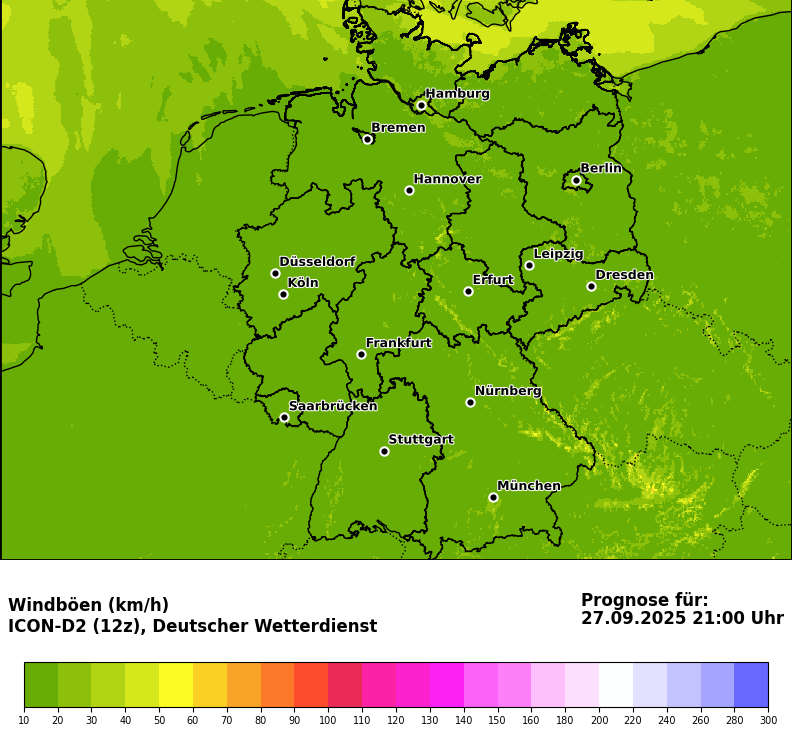 Hamburg
Bremen
Berlin
Hannover
Leipzig
Düsseldorf
Dresden
Köln
Erfurt
Frankfurt
Nürnberg
Saarbrücken
Stuttgart
München
Windböen (km/h)
ICON-D2 (12z), Deutscher Wetterdienst
Prognose für:
27.09.2025 21:00 Uhr
10 20 30 40 50 60 70 80 90 100 110 120 130 140 150 160 180 200 220 240 260 280 300